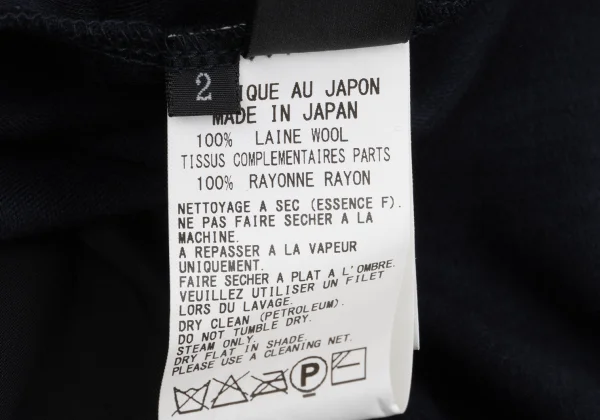 2
IQUE AU JAPON
MADE IN JAPAN
100% LAINE WOOL
TISSUS COMPLEMENTAIRES PARTS
100% RAYONNE RAYON
NETTOYAGE A SEC (ESSENCE F).
NE PAS FAIRE SECHER A LA
MACHINE.
A REPASSER A LA VAPEUR
UNIQUEMENT.
FAIRE SECHER A PLAT A L'OMBRE.
VEUILLEZ UTILISER UN FILET
LORS DU LAVAGE.
DRY CLEAN (PETROLEUM).
DO NOT TUMBLE DRY.
STEAM ONLY.
DRY FLAT IN SHADE.
PLEASE USE A CLEANING NET.
P